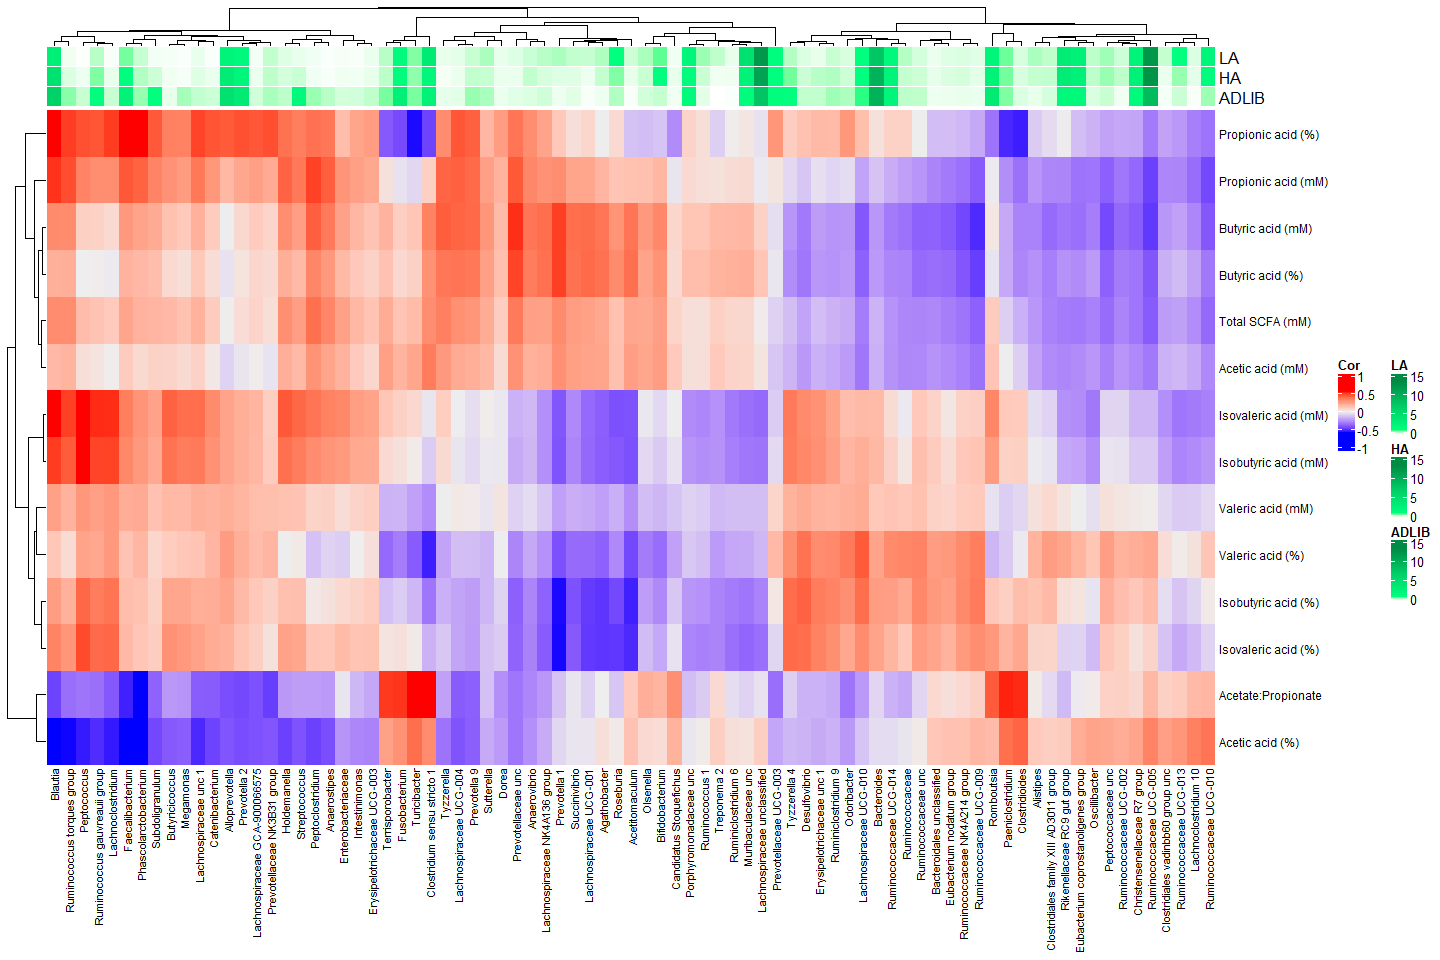 LA
HA
ADLIB
Propionic acid (%)
Propionic acid (mM)
Butyric acid (mM)
Butyric acid (%)
Total SCFA (mM)
Acetic acid (mM)
Isovaleric acid (mM)
Isobutyric acid (mM)
Valeric acid (mM)
Valeric acid (%)
Isobutyric acid (%)
Isovaleric acid (%)
Acetate:Propionate
Acetic acid (%)
Cor
1
0.5
0
-0.5
-1
LA
15
10
5
0
HA
15
10
5
0
ADLIB
15
10
5
0
Blautia
Ruminococcus torques group
Peptococcus
Ruminococcus gauvreauii group
Lachnoclostridium
Faecalibacterium
Phascolarctobacterium
Subdoligranulum
Butyricicoccus
Megamonas
Lachnospiraceae unc 1
Catenibacterium
Alloprevotella
Prevotella 2
Lachnospiraceae GCA-900066575
Prevotellaceae NK3B31 group
Holdemanella
Streptococcus
Peptoclostridium
Anaerostipes
Enterobacteriaceae
Intestinimonas
Erysipelotrichaceae UCG-003
Terrisporobacter
Fusobacterium
Turicibacter
Clostridium sensu stricto 1
Tyzzerella
Lachnospiraceae UCG-004
Prevotella 9
Sutterella
Dorea
Prevotellaceae unc
Anaerovibrio
Lachnospiraceae NK4A136 group
Prevotella 1
Succinivibrio
Lachnospiraceae UCG-001
Agathobacter
Roseburia
Acetitomaculum
Olsenella
Bifidobacterium
Candidatus Stoquefichus
Porphyromonadaceae unc
Ruminococcus 1
Treponema 2
Ruminiclostridium 6
Muribaculaceae unc
Lachnospiraceae unclassified
Prevotellaceae UCG-003
Tyzzerella 4
Desulfovibrio
Erysipelotrichaceae unc 1
Ruminiclostridium 9
Odoribacter
Lachnospiraceae UCG-010
Bacteroides
Ruminococcaceae UCG-014
Ruminococcaceae
Ruminococcaceae unc
Bacteroidales unclassified
Eubacterium nodatum group
Ruminococcaceae NK4A214 group
Ruminococcaceae UCG-009
Romboutsia
Paeniclostridium
Clostridioides
Alistipes
Clostridiales family XIII AD3011 group
Rikenellaceae RC9 gut group
Eubacterium coprostanoligenes group
Oscillibacter
Peptococcaceae unc
Ruminococcaceae UCG-002
Christensenellaceae R7 group
Ruminococcaceae UCG-005
Clostridiales vadinbb60 group unc
Ruminococcaceae UCG-013
Lachnoclostridium 10
Ruminococcaceae UCG-010